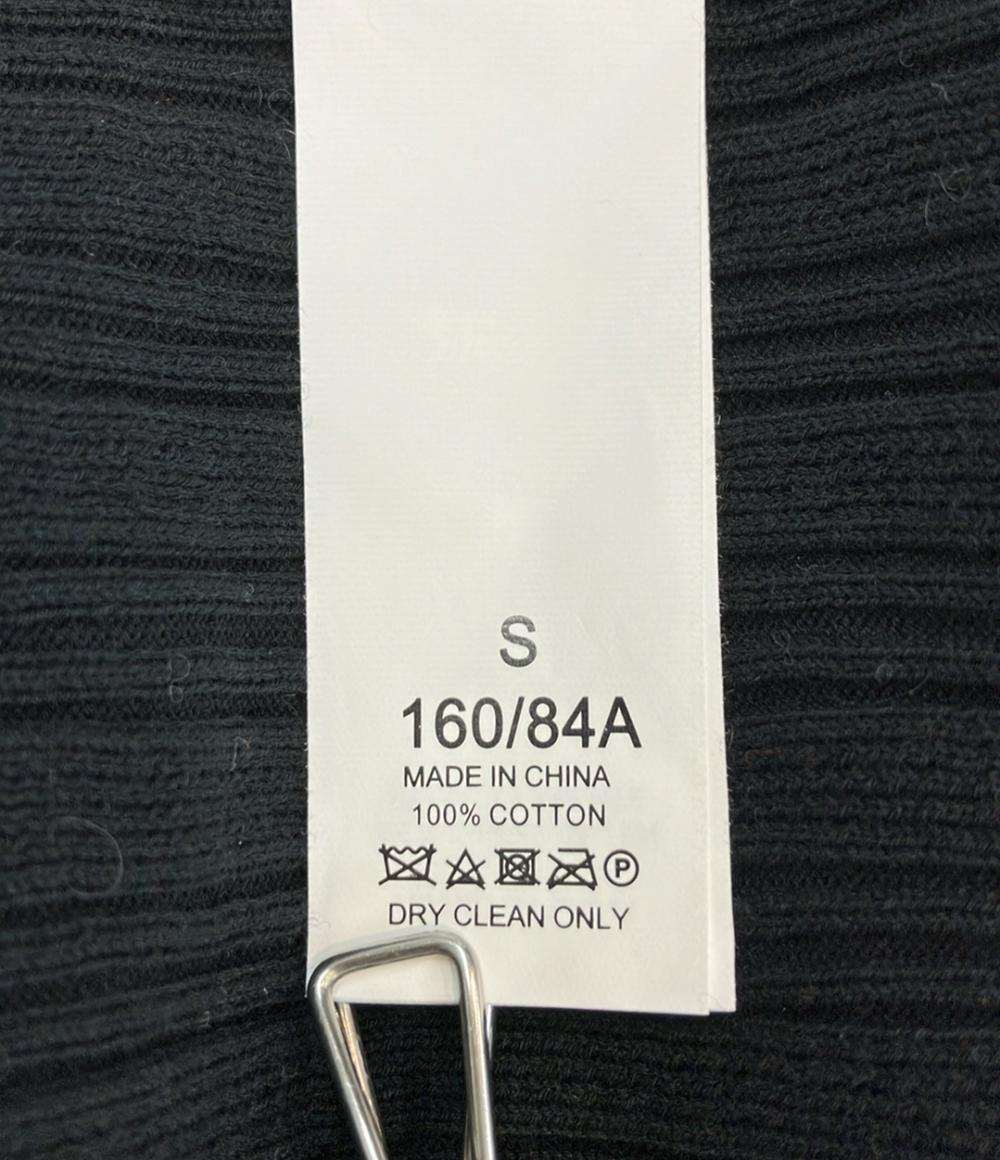 S
160/84A
MADE IN CHINA
100% COTTON
P
DRY CLEAN ONLY